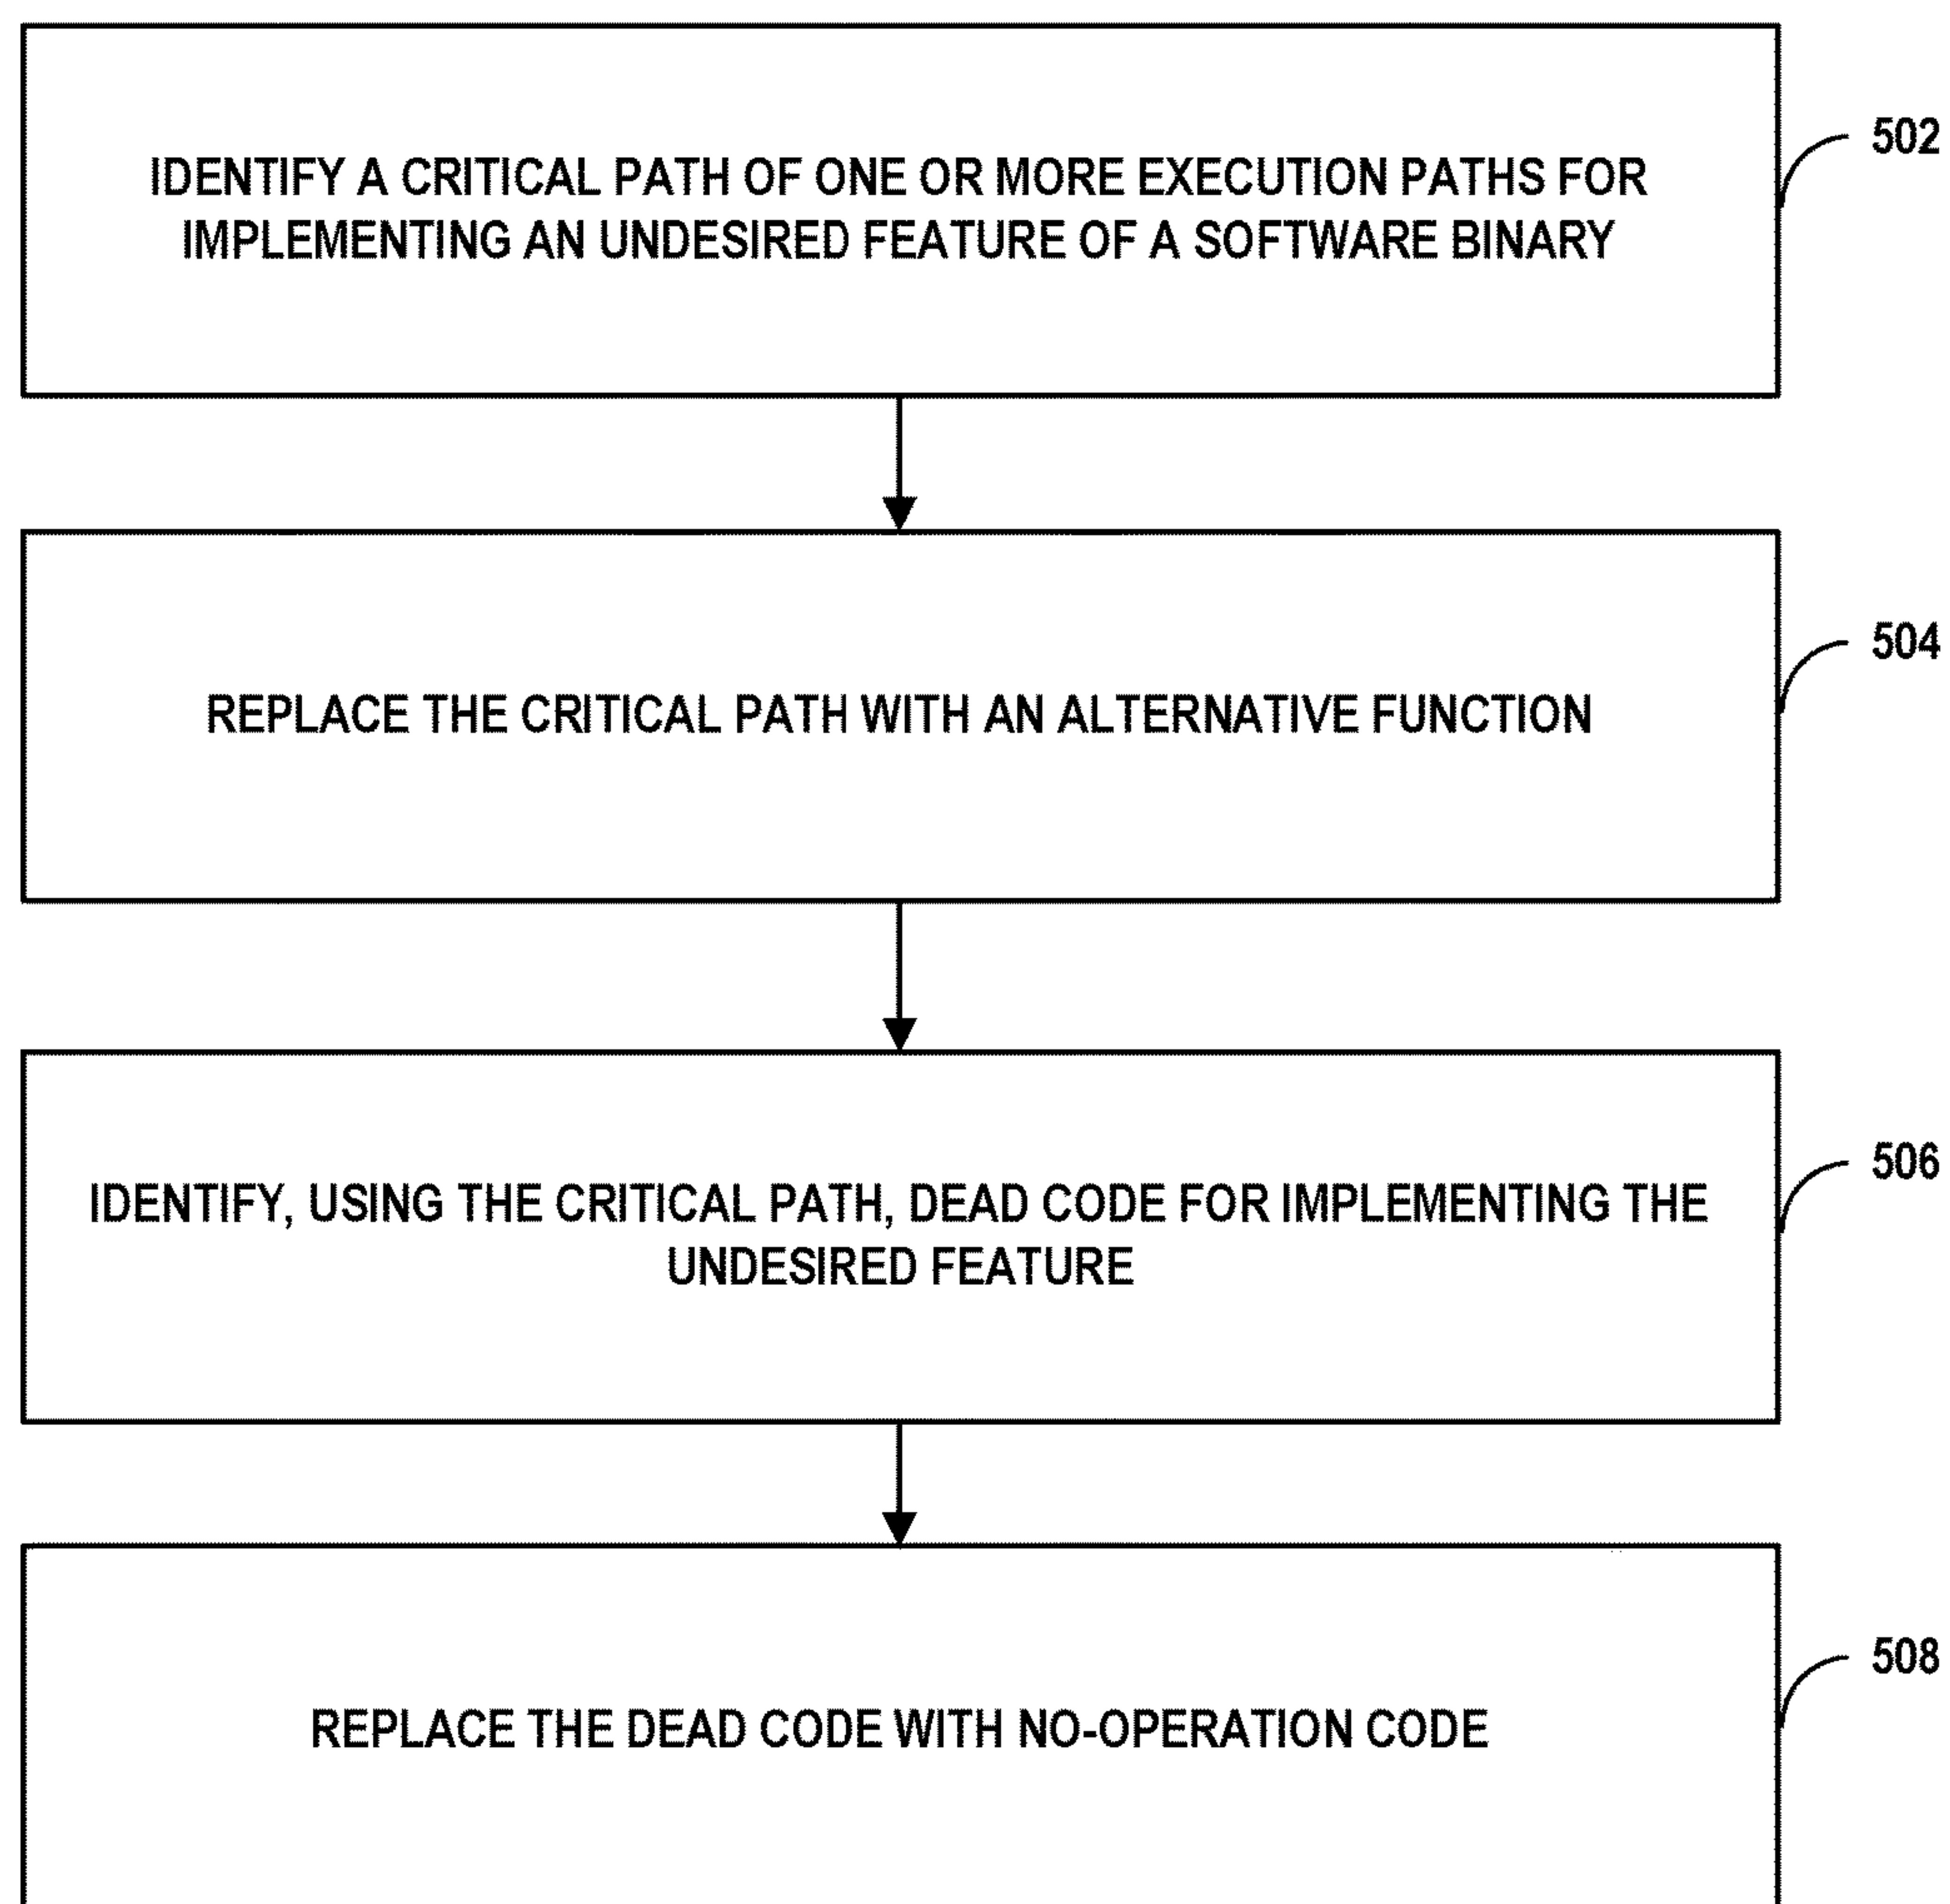 502
IDENTIFY A CRITICAL PATH OF ONE OR MORE EXECUTION PATHS FOR
IMPLEMENTING AN UNDESIRED FEATURE OF A SOFTWARE BINARY
504
REPLACE THE CRITICAL PATH WITH AN ALTERNATIVE FUNCTION
506
IDENTIFY, USING THE CRITICAL PATH, DEAD CODE FOR IMPLEMENTING THE
UNDESIRED FEATURE
508
REPLACE THE DEAD CODE WITH NO-OPERATION CODE